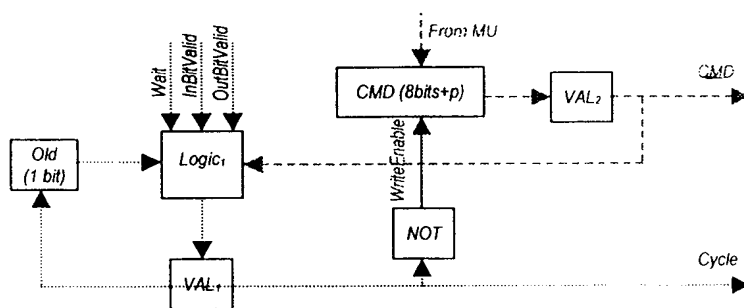 From MU
Wait
InBitValid
OutBitValid
CMD (8bits+p)
VAL₂
CMD
Old
(1 bit)
Logic₁
WriteEnable
NOT
VAL₁
Cycle